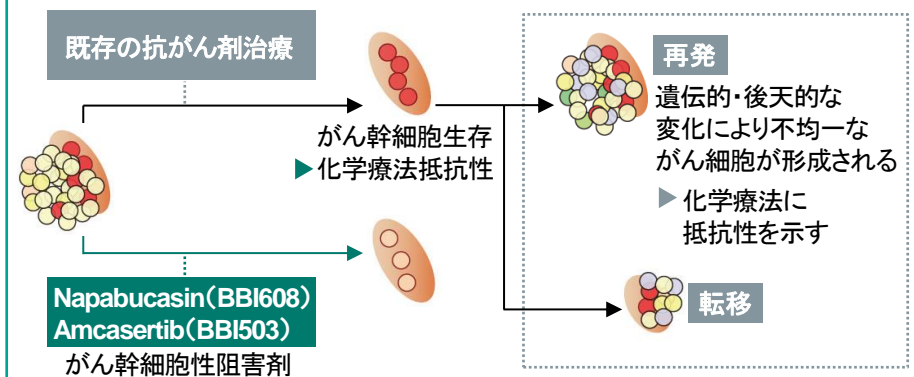 既存の抗がん剤治療
がん幹細胞生存
▶化学療法抵抗性
再発
遺伝的・後天的な
変化により不均一な
がん細胞が形成される
▶化学療法に
抵抗性を示す
転移
Napabucasin（BBI608）
Amcasertib（BBI503）
がん幹細胞性阻害剤